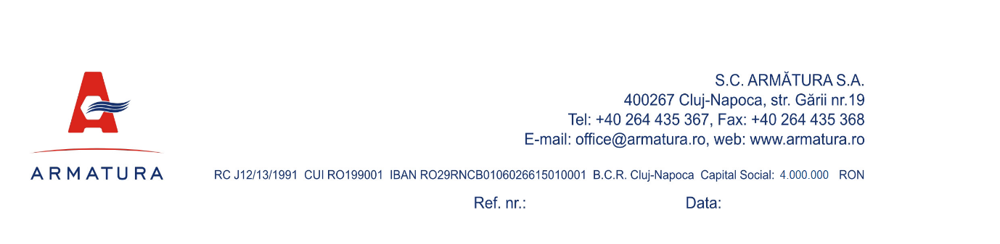 S.C. ARMĂTURA S.A.
400267 Cluj-Napoca, str. Gării nr.19
Tel: +40 264 435 367, Fax: +40 264 435 368
E-mail: office@armatura.ro, web: www.armatura.ro
ARMATURA
RC J12/13/1991 CUI RO199001 IBAN RO29RNCB0106026615010001 B.C.R. Cluj-Napoca Capital Social: 4.000.000 RON
Ref. nr.: Data: